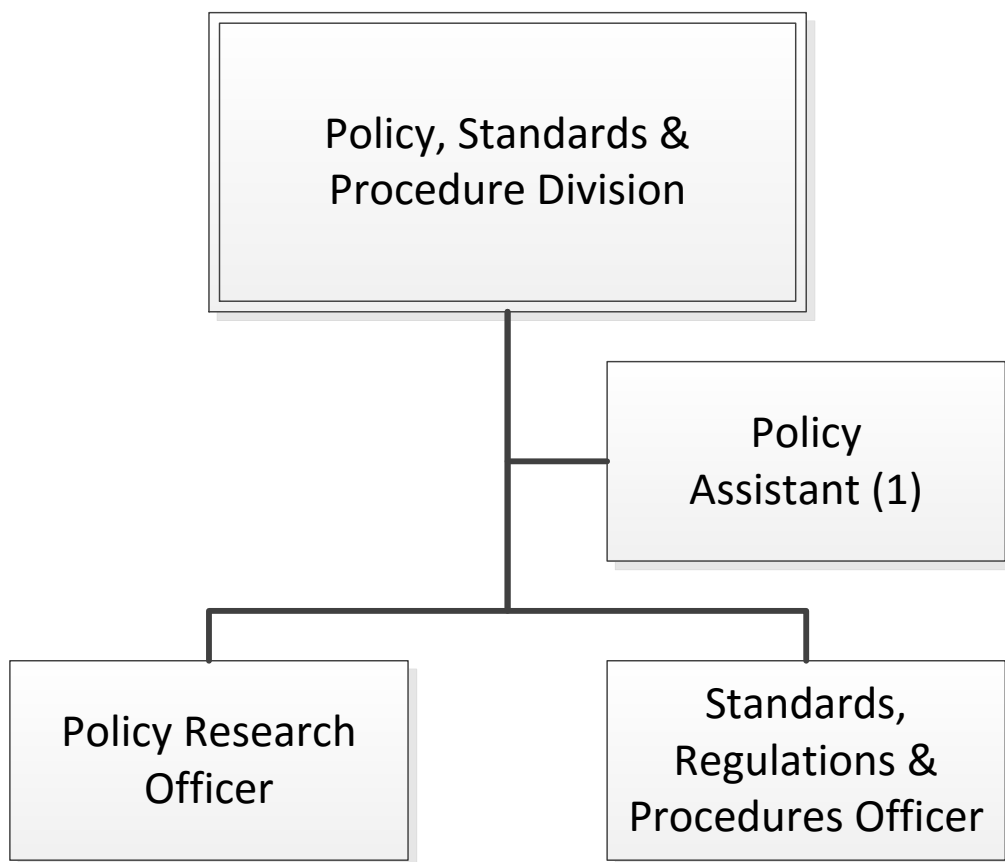 Policy, Standards &
Procedure Division
Policy
Assistant (1)
Policy Research
Officer
Standards,
Regulations &
Procedures Officer